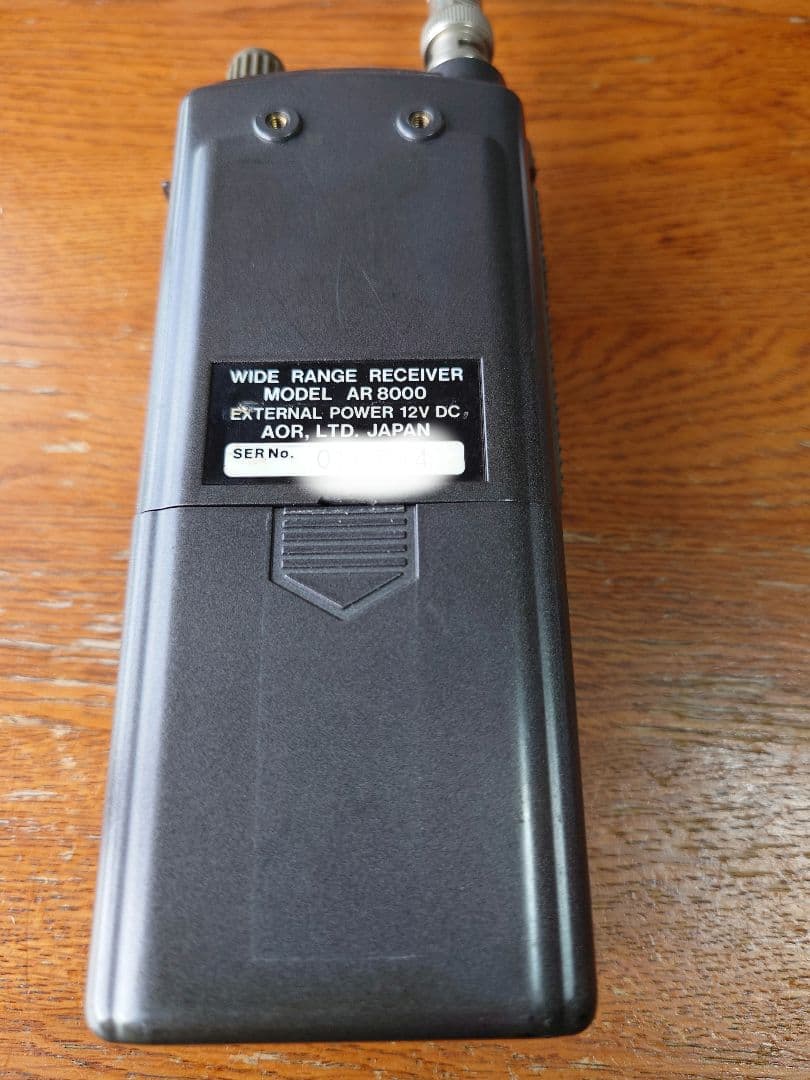 WIDE RANGE RECEIVER
MODEL AR 8000
EXTERNAL POWER 12V DC
AOR, LTD. JAPAN
SER No.